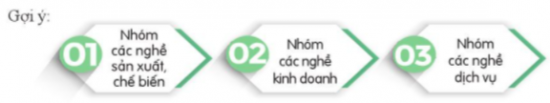 Gợi ý:
01
Nhóm
các nghề
sản xuất,
chế biến
02
Nhóm
các nghề
kinh doanh
03
Nhóm
các nghề
dịch vụ